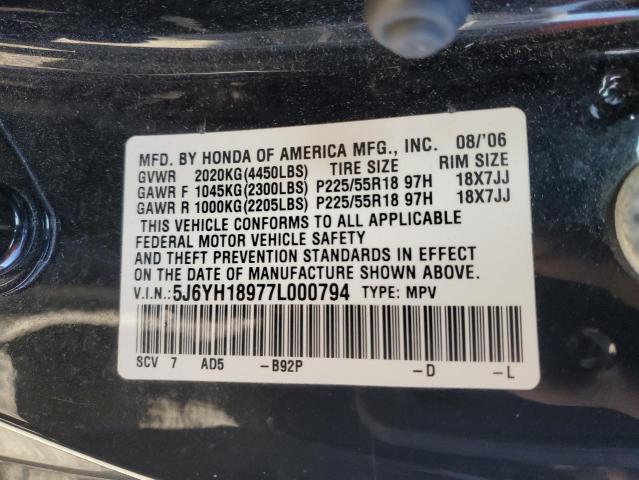 MFD. BY HONDA OF AMERICA MFG., INC. 08/'06
GVWR 2020KG(4450LBS) TIRE SIZE RIM SIZE
GAWR F 1045KG(2300LBS) P225/55R18 97H 18X7JJ
GAWR R 1000KG(2205LBS) P225/55R18 97H 18X7JJ
THIS VEHICLE CONFORMS TO ALL APPLICABLE
FEDERAL MOTOR VEHICLE SAFETY
AND THEFT PREVENTION STANDARDS IN EFFECT
ON THE DATE OF MANUFACTURE SHOWN ABOVE.
V.I.N.:5J6YH18977L000794 TYPE: MPV
SCV 7 AD5 -B92P -D -L